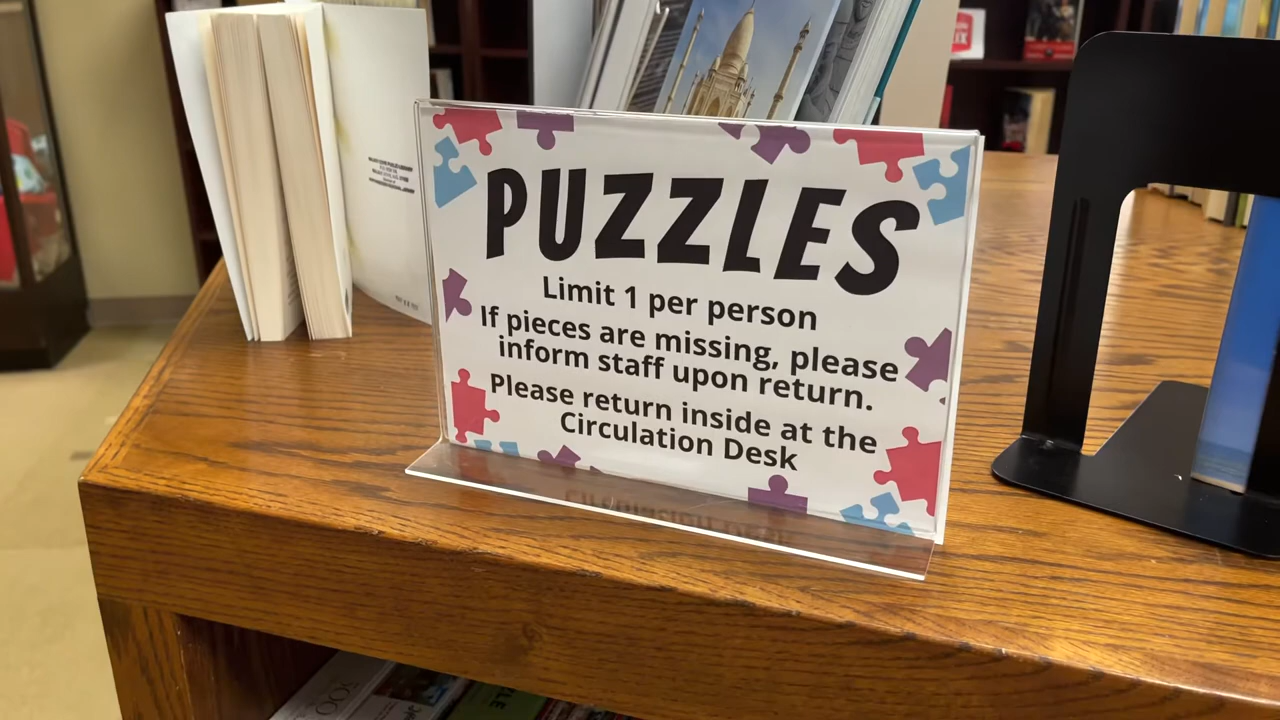 PUZZLES
Limit 1 per person
If pieces are missing, please
inform staff upon return.
Please return inside at the
Circulation Desk